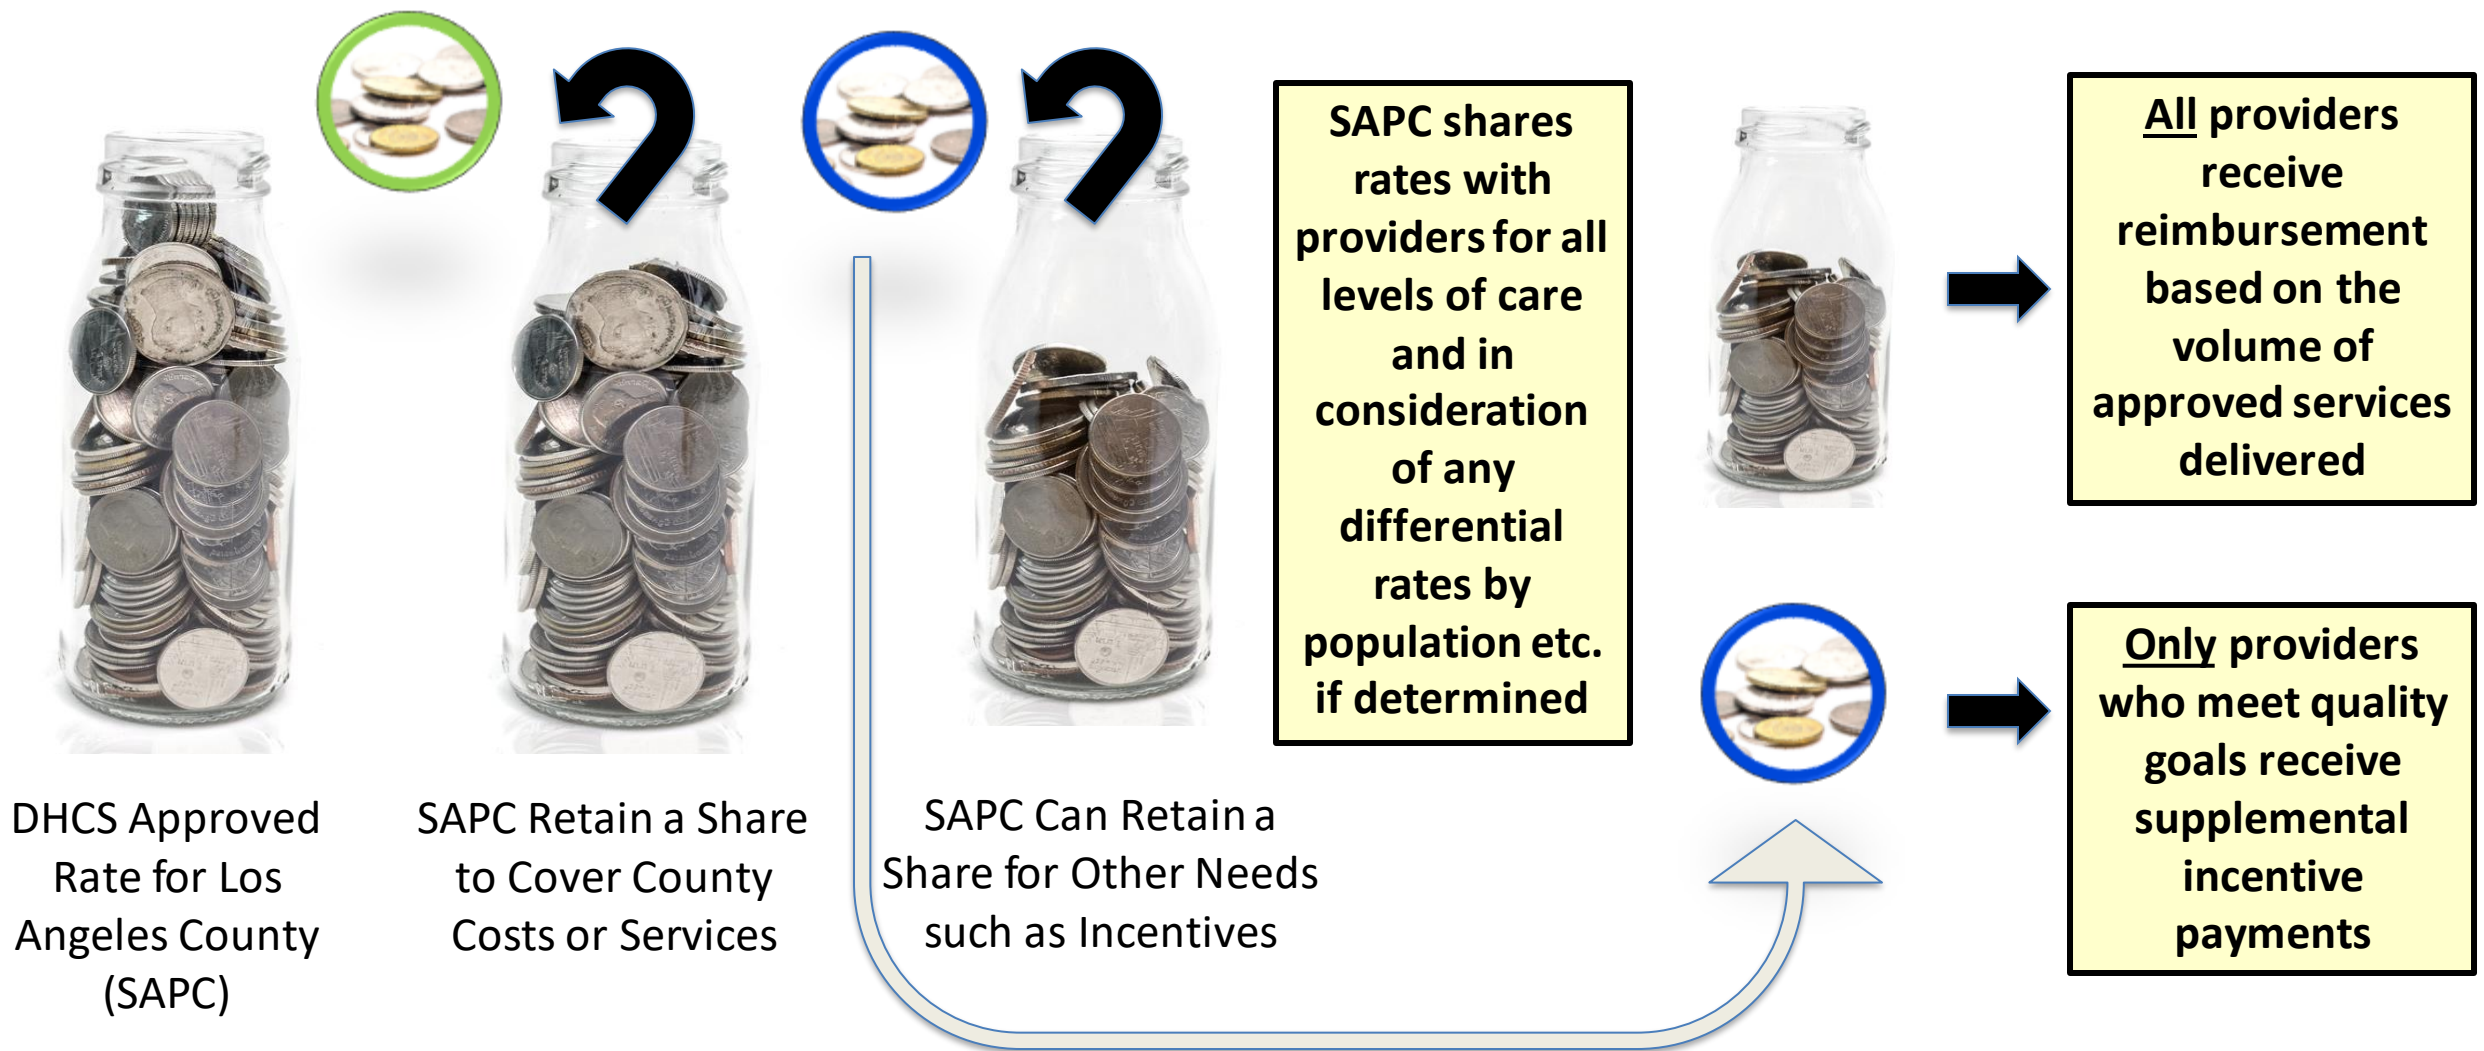 DHCS Approved
Rate for Los
Angeles County
(SAPC)
SAPC Retain a Share
to Cover County
Costs or Services
SAPC Can Retain a
Share for Other Needs
such as Incentives
SAPC shares
rates with
providers for all
levels of care
and in
consideration
of any
differential
rates by
population etc.
if determined
All providers
receive
reimbursement
based on the
volume of
approved services
delivered
Only providers
who meet quality
goals receive
supplemental
incentive
payments